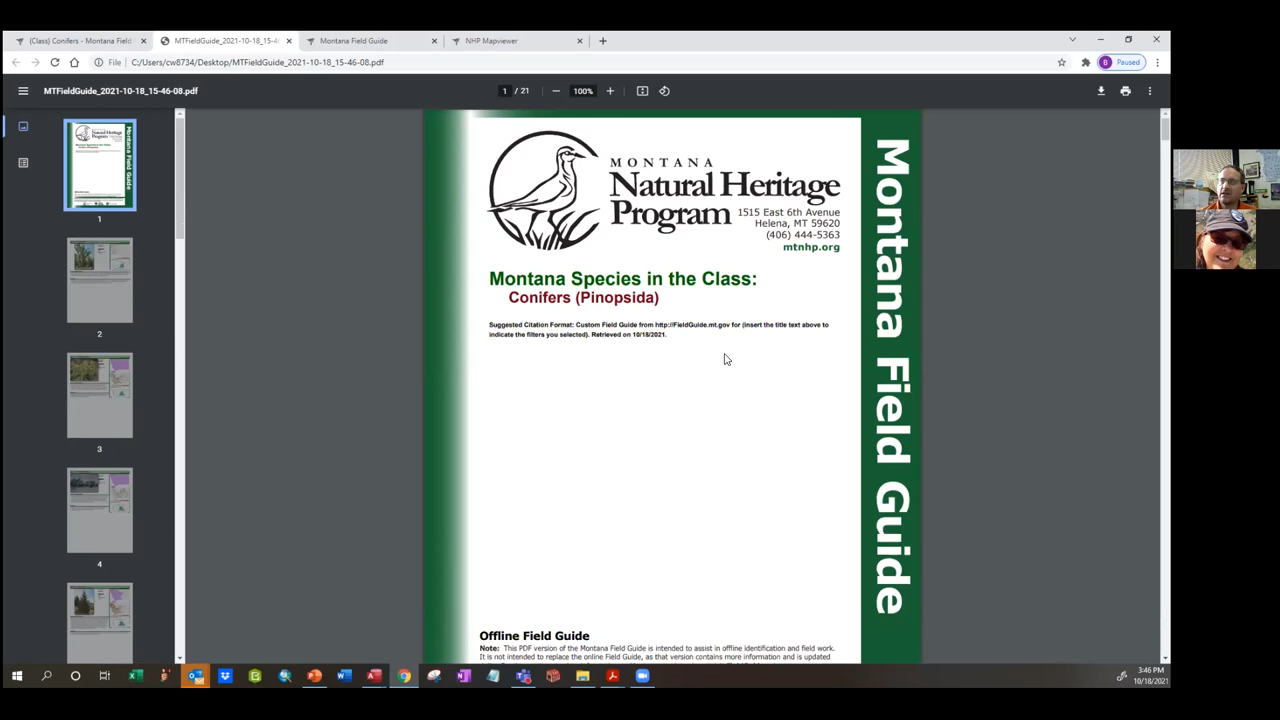 (Class) Conifers - Montana Field
MTFieldGuide_2021-10-18_15-4
Montana Field Guide
NHP Mapviewer
File
C:/Users/cw8734/Desktop/MTFieldGuide_2021-10-18_15-46-08.pdf
B
Paused
MTFieldGuide_2021-10-18_15-46-08.pdf
1 / 21
100%
MONTANA
Natural Heritage
Program
1515 East 6th Avenue
Helena, MT 59620
(406) 444-5363
mtnhp.org
Montana Species in the Class:
Conifers (Pinopsida)
Suggested Citation Format: Custom Field Guide from http://FieldGuide.mt.gov for (insert the title text above to
indicate the filters you selected). Retrieved on 10/18/2021.
Montana Field Guide
Offline Field Guide
Note: This PDF version of the Montana Field Guide is intended to assist in offline identification and field work.
It is not intended to replace the online Field Guide, as that version contains more information and is updated
1
2
3
4
3:46 PM
10/18/2021